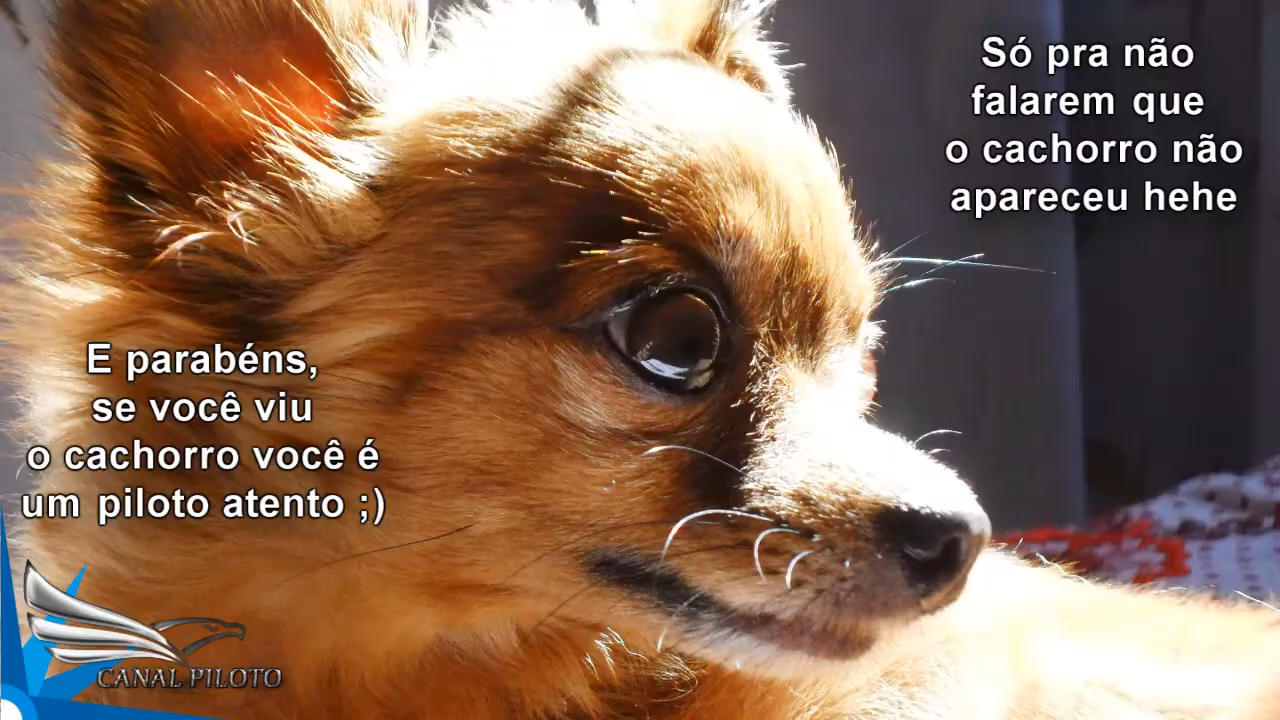 Só pra não
falarem que
o cachorro não
apareceu hehe
E parabéns,
se você viu
o cachorro você é
um piloto atento ;)
CANAL PILOTO